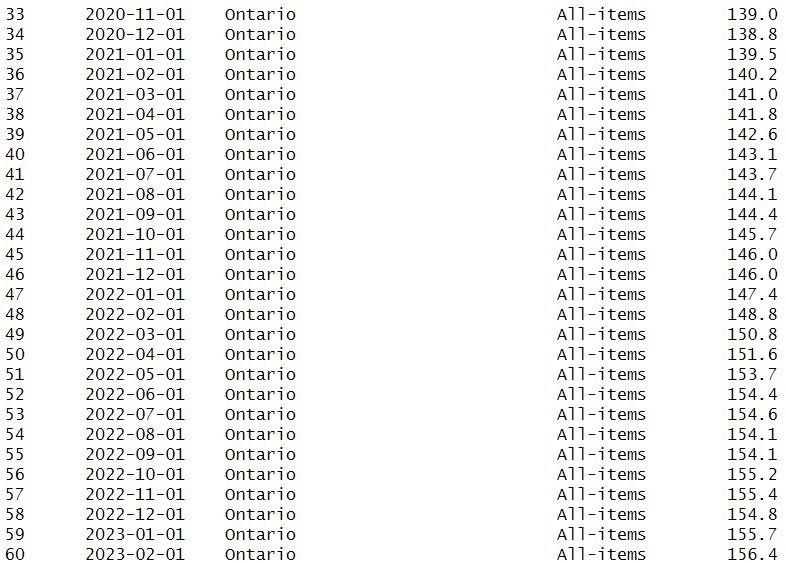 33 2020-11-01 Ontario All-items 139.0
34 2020-12-01 Ontario All-items 138.8
35 2021-01-01 Ontario All-items 139.5
36 2021-02-01 Ontario All-items 140.2
37 2021-03-01 Ontario All-items 141.0
38 2021-04-01 Ontario All-items 141.8
39 2021-05-01 Ontario All-items 142.6
40 2021-06-01 Ontario All-items 143.1
41 2021-07-01 Ontario All-items 143.7
42 2021-08-01 Ontario All-items 144.1
43 2021-09-01 Ontario All-items 144.4
44 2021-10-01 Ontario All-items 145.7
45 2021-11-01 Ontario All-items 146.0
46 2021-12-01 Ontario All-items 146.0
47 2022-01-01 Ontario All-items 147.4
48 2022-02-01 Ontario All-items 148.8
49 2022-03-01 Ontario All-items 150.8
50 2022-04-01 Ontario All-items 151.6
51 2022-05-01 Ontario All-items 153.7
52 2022-06-01 Ontario All-items 154.4
53 2022-07-01 Ontario All-items 154.6
54 2022-08-01 Ontario All-items 154.1
55 2022-09-01 Ontario All-items 154.1
56 2022-10-01 Ontario All-items 155.2
57 2022-11-01 Ontario All-items 155.4
58 2022-12-01 Ontario All-items 154.8
59 2023-01-01 Ontario All-items 155.7
60 2023-02-01 Ontario All-items 156.4